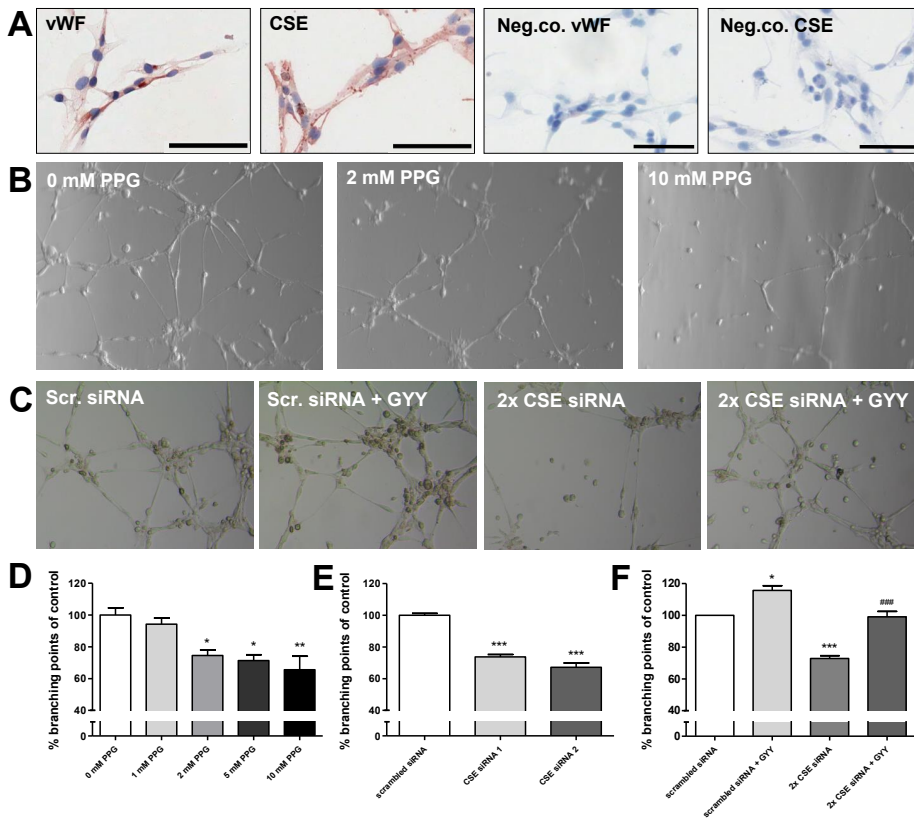 A
vWF
CSE
Neg.co. vWF
Neg.co. CSE
B
0 mM PPG
2 mM PPG
10 mM PPG
C
Scr. siRNA
Scr. siRNA + GYY
2x CSE siRNA
2x CSE siRNA + GYY
D
% branching points of control
120
100
80
60
40
0
*
*
**
0 mM PPG
1 mM PPG
2 mM PPG
5 mM PPG
10 mM PPG
E
% branching points of control
120
100
80
60
40
0
***
***
scrambled siRNA
CSE siRNA 1
CSE siRNA 2
F
% branching points of control
120
100
80
60
40
0
*
***
###
scrambled siRNA
scrambled siRNA + GYY
2x CSE siRNA
2x CSE siRNA + GYY